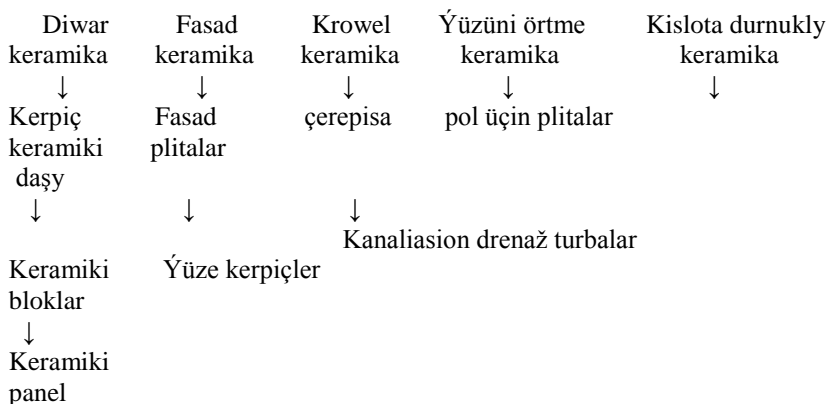 Diwar Fasad Krowel Ýüzüni örtme Kislota durnukly
keramika keramika keramika keramika keramika
↓ ↓ ↓ ↓ ↓
Kerpiç Fasad çerepisa pol üçin plitalar
keramiki plitalar
daşy
↓ ↓ ↓
Kanaliasion drenaž turbalar
Keramiki Ýüze kerpiçler
bloklar
↓
Keramiki
panel